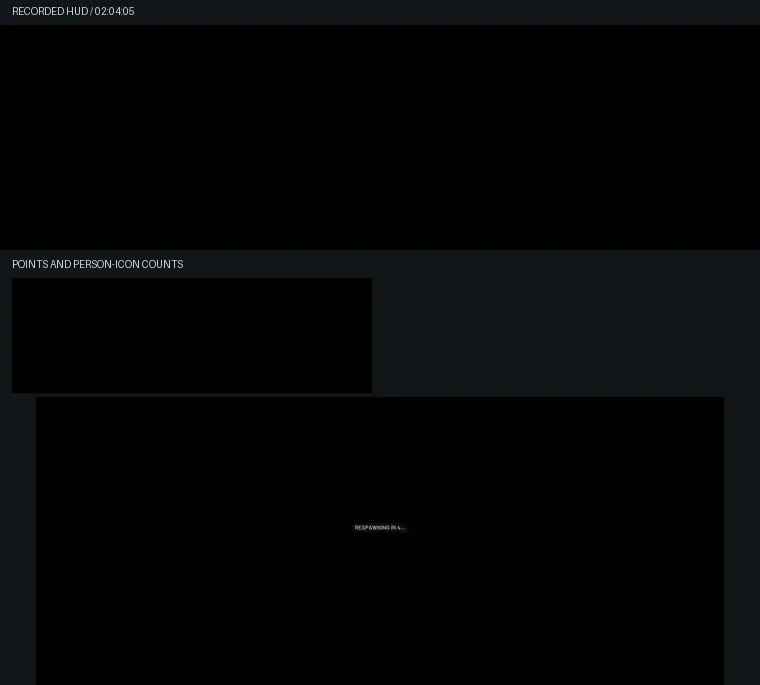 RECORDED HUD / 02:04:05
POINTS AND PERSON-ICON COUNTS
RESPAWNING IN 4...